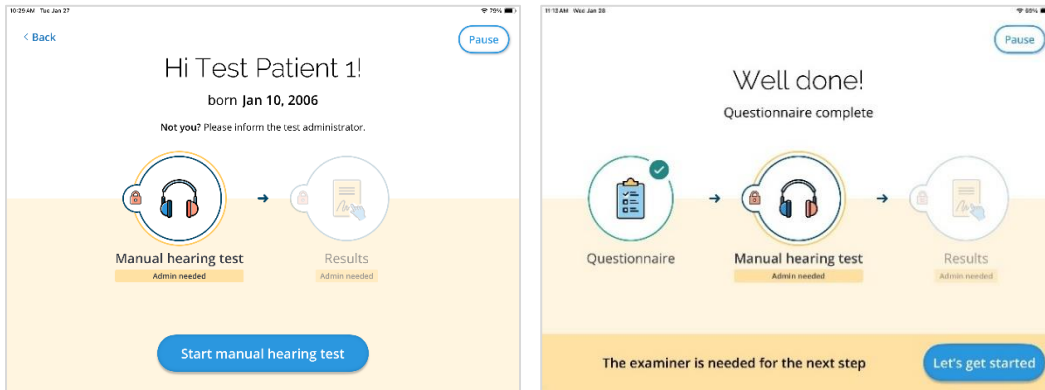 10:29 AM Tue Jan 27
79%
< Back
Pause
Hi Test Patient 1!
born Jan 10, 2006
Not you? Please inform the test administrator.
Manual hearing test
Admin needed
Results
Admin needed
Start manual hearing test
11:13 AM Wed Jan 28
65%
Pause
Well done!
Questionnaire complete
Questionnaire
Manual hearing test
Admin needed
Results
Admin needed
The examiner is needed for the next step
Let's get started